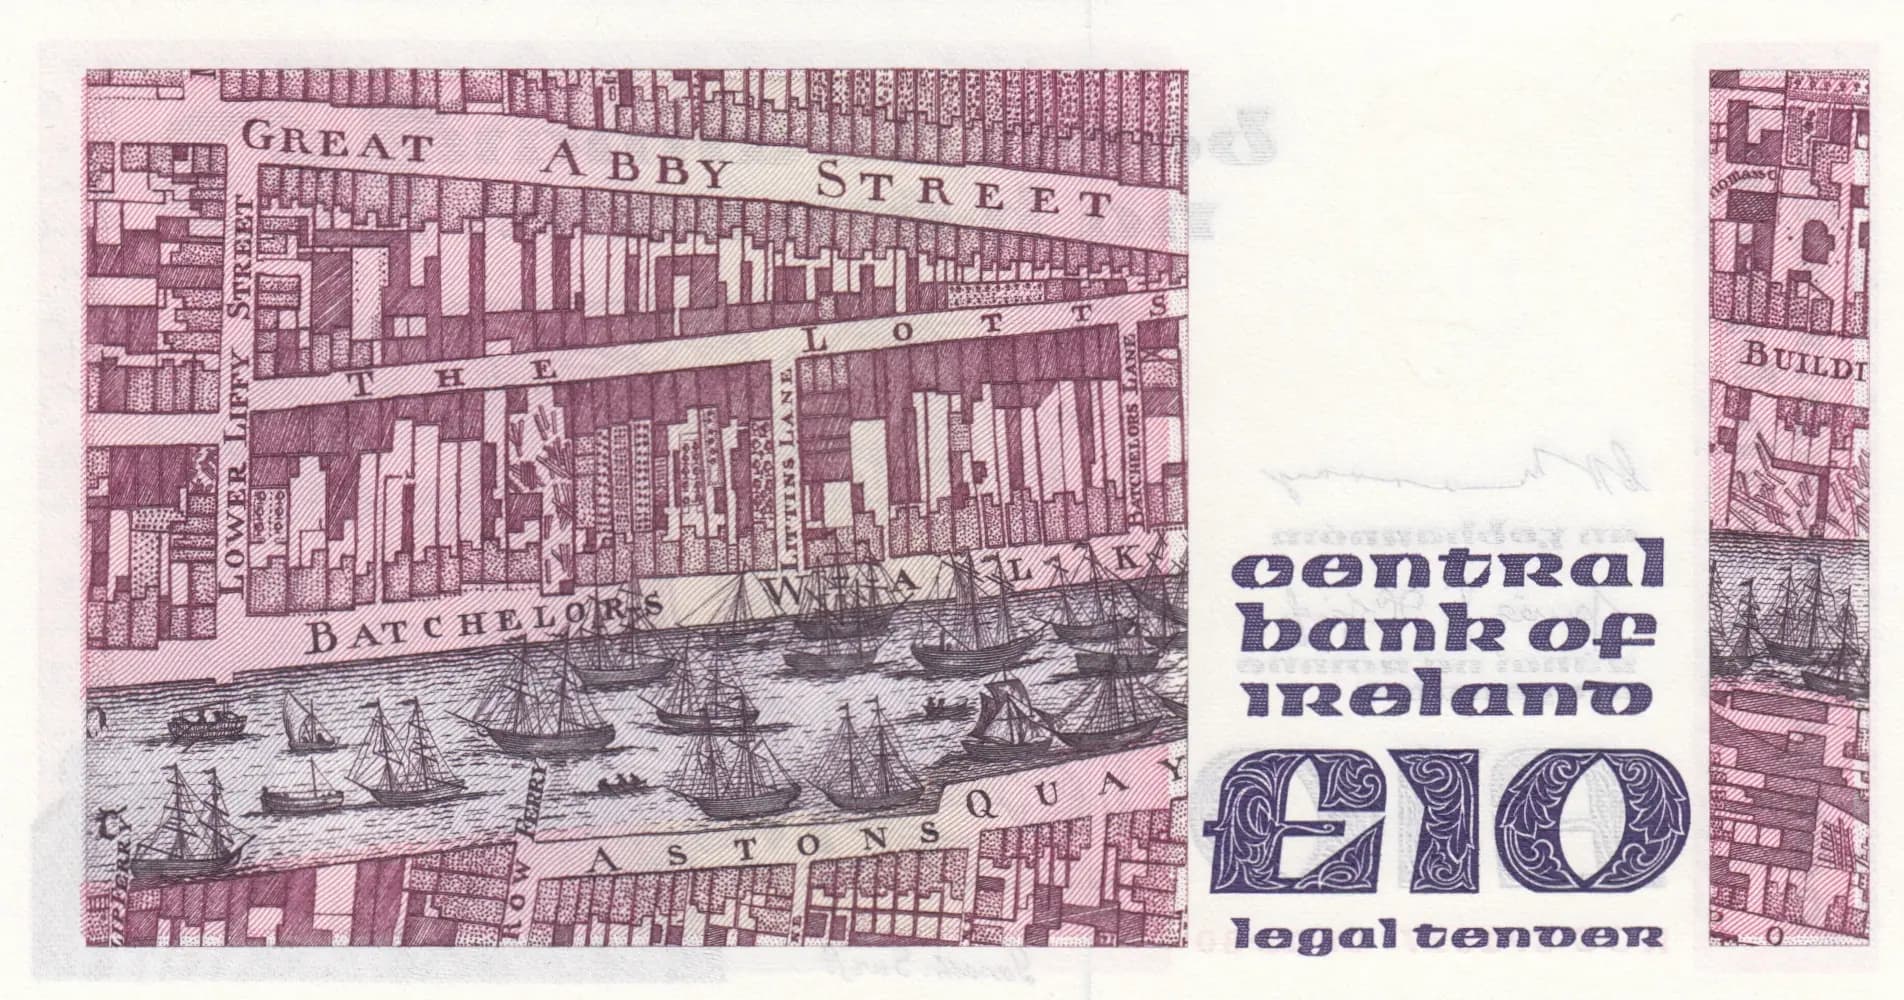 GREAT ABBY STREET
LOWER LIFFY STREET
THE LOTTS
LITTINS LANE
BATCHELORS LANE
BATCHELORS WALK
FERRY
ROW
ASTONS QUAY
BUILDI
central
bank of
ireland
£10
legal tender